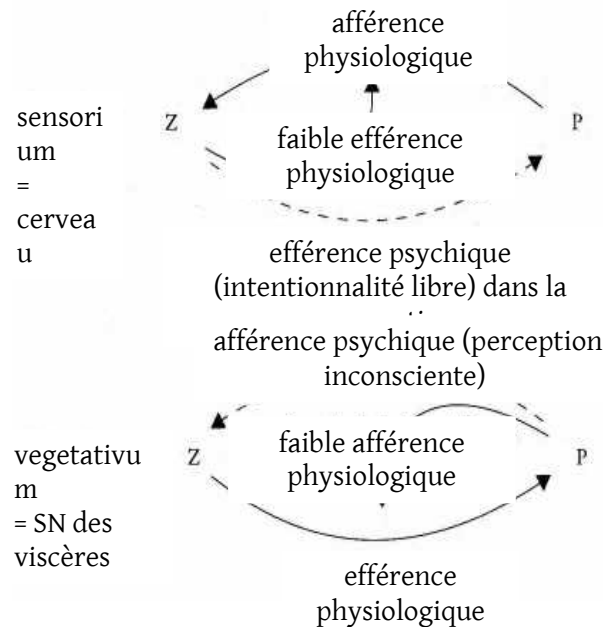 afférence
physiologique
sensori
um
=
cervea
u
Z
P
faible efférence
physiologique
efférence psychique
(intentionnalité libre) dans la
afférence psychique (perception
inconsciente)
vegetativu
m
= SN des
viscères
Z
P
faible afférence
physiologique
efférence
physiologique